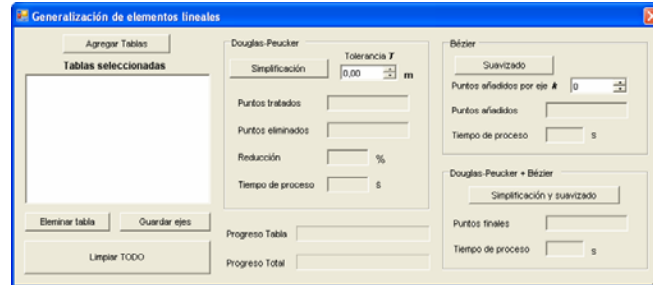 Generalización de elementos lineales
Agregar Tablas
Tablas seleccionadas
Eleminar tabla
Guardar ejes
Limpiar TODO
Douglas-Peucker
Simplificación
Tolerancia T
0,00
m
Puntos tratados
Puntos eliminados
Reducción
%
Tiempo de proceso
s
Progreso Tabla
Progreso Total
Bézier
Suavizado
Puntos añadidos por eje k
0
Puntos añadidos
Tiempo de proceso
s
Douglas-Peucker + Bézier
Simplificación y suavizado
Puntos finales
Tiempo de proceso
s